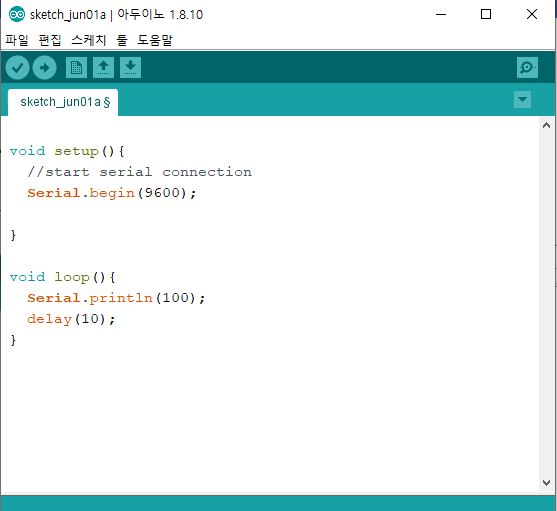 sketch_jun01a | 아두이노 1.8.10
파일 편집 스케치 툴 도움말
sketch_jun01a §
void setup(){
//start serial connection
Serial.begin(9600);
}
void loop(){
Serial.println(100);
delay(10);
}